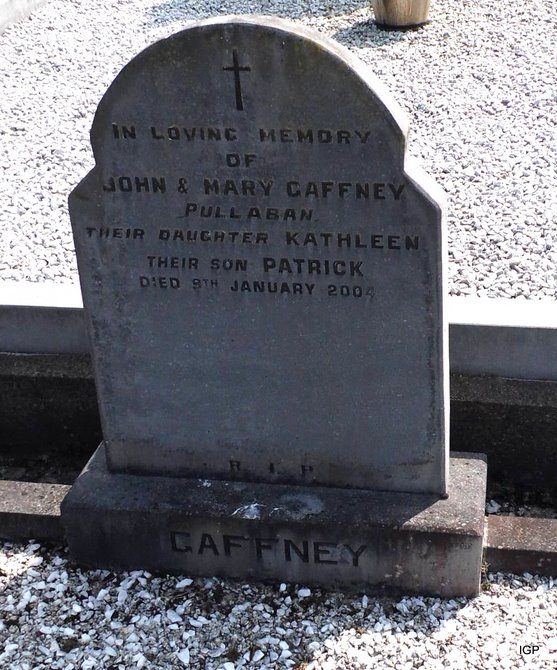 IN LOVING MEMORY
OF
JOHN & MARY GAFFNEY
PULLABAN
THEIR DAUGHTER KATHLEEN
THEIR SON PATRICK
DIED 9TH JANUARY 2004
R I P
GAFFNEY
IGP